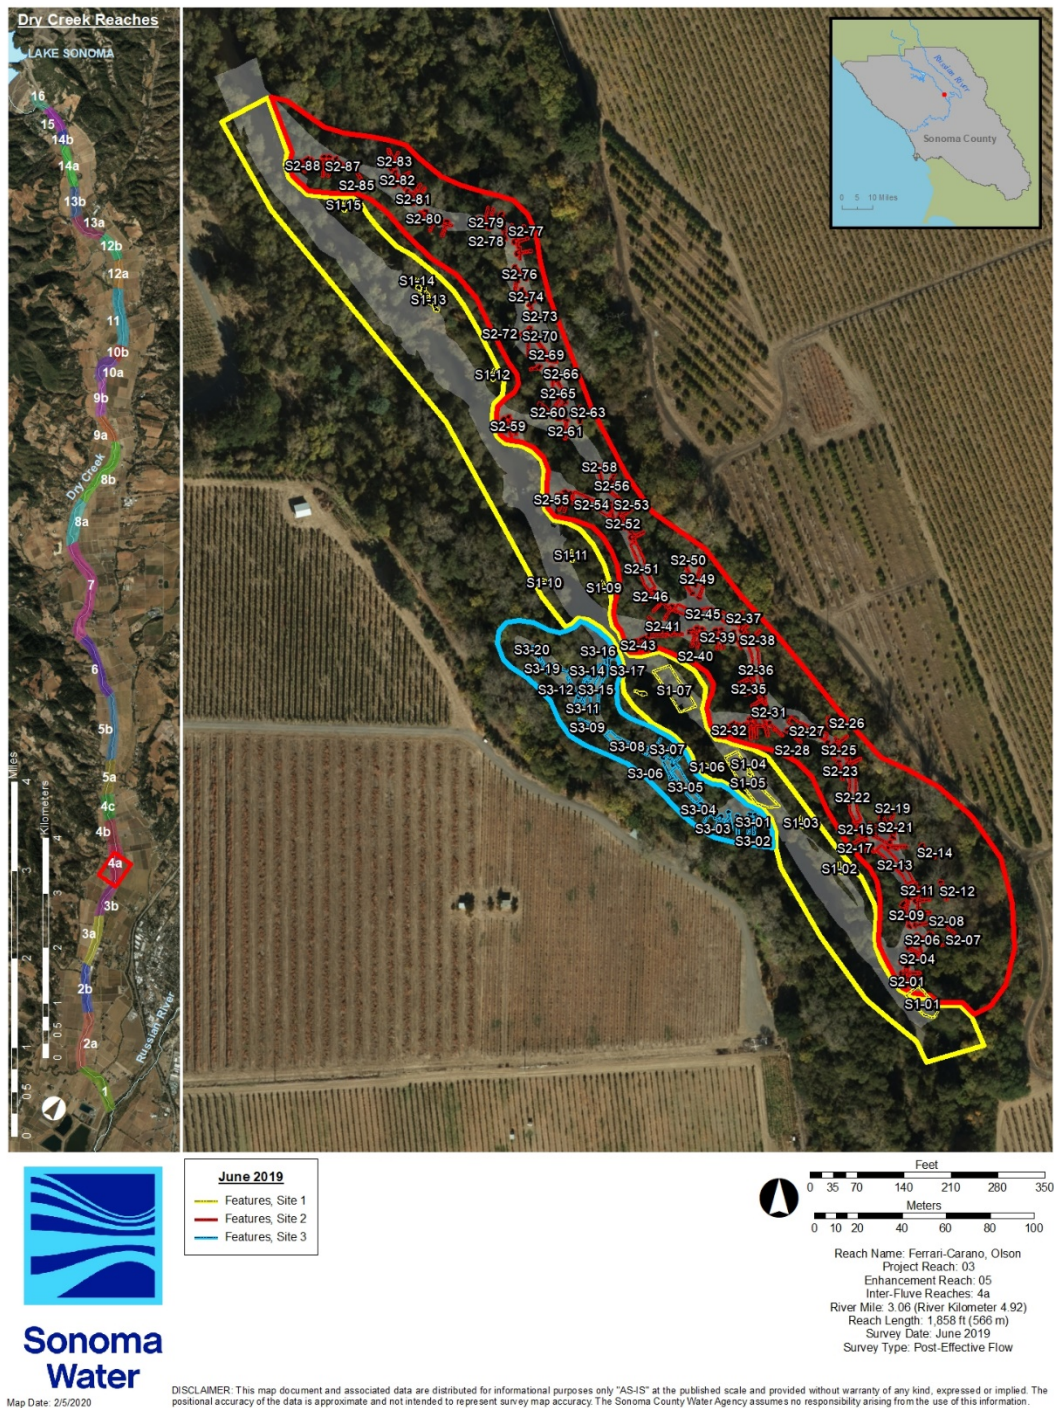 Dry Creek Reaches
LAKE SONOMA
16
15
14b
14a
13b
13a
12b
12a
11
10b
10a
9b
9a
8b
Dry Creek
8a
7
6
5b
5a
4c
4b
4a
3b
3a
2b
2a
1
Russian River
Miles
4
3
2
1
0.5
0
Kilometers
4
3
2
1
0.5
0
Russian River
Sonoma County
0 5 10 Miles
S2-83
S2-88
S2-87
S2-82
S2-85
S2-81
S1-15
S2-80
S2-79
S2-77
S2-78
S2-76
S1-14
S1-13
S2-74
S2-73
S2-72
S2-70
S2-69
S1-12
S2-66
S2-65
S2-60
S2-63
S2-59
S2-61
S2-58
S2-56
S2-55
S2-54
S2-53
S2-52
S1-11
S2-50
S2-51
S1-10
S1-09
S2-49
S2-46
S2-45
S2-37
S2-41
S2-39
S2-38
S2-43
S2-40
S3-20
S3-16
S3-19
S3-14
S3-17
S2-36
S3-12
S3-15
S1-07
S2-35
S3-11
S2-31
S3-09
S2-32
S2-27
S2-26
S3-08
S3-07
S2-28
S2-25
S3-06
S1-06
S1-04
S2-23
S3-05
S1-05
S2-22
S3-04
S2-19
S3-03
S3-01
S1-03
S2-15
S2-21
S3-02
S2-17
S2-14
S1-02
S2-13
S2-11
S2-12
S2-09
S2-08
S2-06
S2-07
S2-04
S2-01
S1-01
June 2019
Features, Site 1
Features, Site 2
Features, Site 3
Feet
0 35 70 140 210 280 350
Meters
0 10 20 40 60 80 100
Reach Name: Ferrari-Carano, Olson
Project Reach: 03
Enhancement Reach: 05
Inter-Fluve Reaches: 4a
River Mile: 3.06 (River Kilometer 4.92)
Reach Length: 1,858 ft (566 m)
Survey Date: June 2019
Survey Type: Post-Effective Flow
Sonoma
Water
Map Date: 2/5/2020
DISCLAIMER: This map document and associated data are distributed for informational purposes only "AS-IS" at the published scale and provided without warranty of any kind, expressed or implied. The
positional accuracy of the data is approximate and not intended to represent survey map accuracy. The Sonoma County Water Agency assumes no responsibility arising from the use of this information.